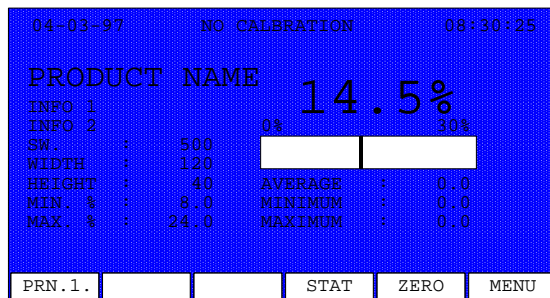 04-03-97 NO CALBRATION 08:30:25
PRODUCT NAME
14.5%
INFO 1
INFO 2
0% 30%
SW. : 500
WIDTH : 120
HEIGHT : 40 AVERAGE : 0.0
MIN. % : 8.0 MINIMUM : 0.0
MAX. % : 24.0 MAXIMUM : 0.0
PRN.1. STAT ZERO MENU